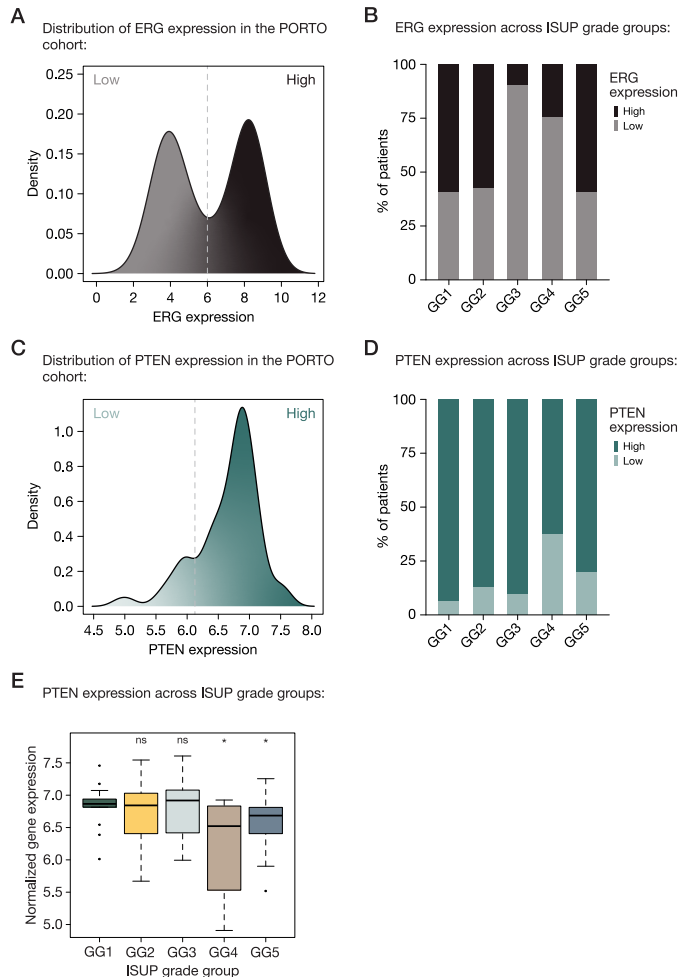 A
Distribution of ERG expression in the PORTO
cohort:
Low
High
0.25
0.20
0.15
0.10
0.05
0.00
Density
0 2 4 6 8 10 12
ERG expression
B
ERG expression across ISUP grade groups:
100
75
50
25
0
% of patients
GG1 GG2 GG3 GG4 GG5
ERG
expression
High
Low
C
Distribution of PTEN expression in the PORTO
cohort:
Low
High
1.0
0.8
0.6
0.4
0.2
0.0
Density
4.5 5.0 5.5 6.0 6.5 7.0 7.5 8.0
PTEN expression
D
PTEN expression across ISUP grade groups:
100
75
50
25
0
% of patients
GG1 GG2 GG3 GG4 GG5
PTEN
expression
High
Low
E
PTEN expression across ISUP grade groups:
ns ns * *
7.5
7.0
6.5
6.0
5.5
5.0
Normalized gene expression
GG1 GG2 GG3 GG4 GG5
ISUP grade group